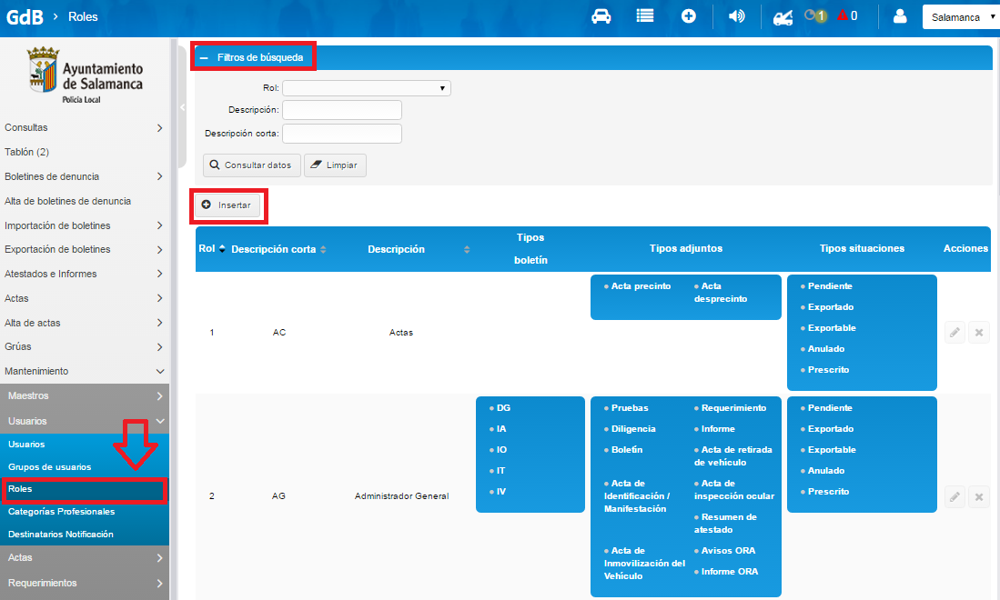 GdB > Roles
1
0
Salamanca
Ayuntamiento
de Salamanca
Policía Local
Consultas
Tablón (2)
Boletines de denuncia
Alta de boletines de denuncia
Importación de boletines
Exportación de boletines
Atestados e Informes
Actas
Alta de actas
Grúas
Mantenimiento
Maestros
Usuarios
Usuarios
Grupos de usuarios
Roles
Categorías Profesionales
Destinatarios Notificación
Actas
Requerimientos
Filtros de búsqueda
Rol:
Descripción:
Descripción corta:
Consultar datos
Limpiar
Insertar
Rol
Descripción corta
Descripción
Tipos
boletín
Tipos adjuntos
Tipos situaciones
Acciones
1
AC
Actas
Acta precinto
Acta
desprecinto
Pendiente
Exportado
Exportable
Anulado
Prescrito
2
AG
Administrador General
DG
IA
IO
IT
IV
Pruebas
Requerimiento
Diligencia
Informe
Boletín
Acta de retirada
de vehículo
Acta de
Identificación /
Manifestación
Acta de
inspección ocular
Resumen de
atestado
Acta de
Inmovilización del
Vehículo
Avisos ORA
Informe ORA
Pendiente
Exportado
Exportable
Anulado
Prescrito